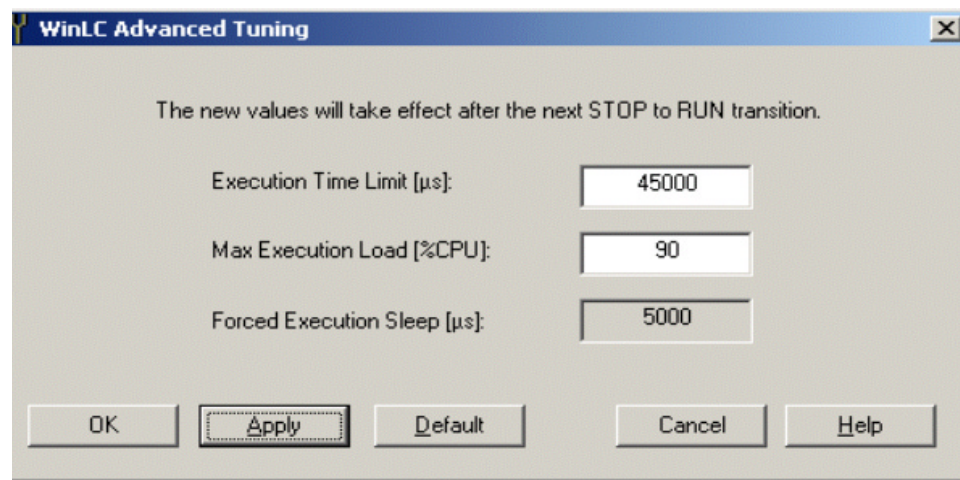 WinLC Advanced Tuning
The new values will take effect after the next STOP to RUN transition.
Execution Time Limit [µs]: 45000
Max Execution Load [%CPU]: 90
Forced Execution Sleep [µs]: 5000
OK Apply Default Cancel Help